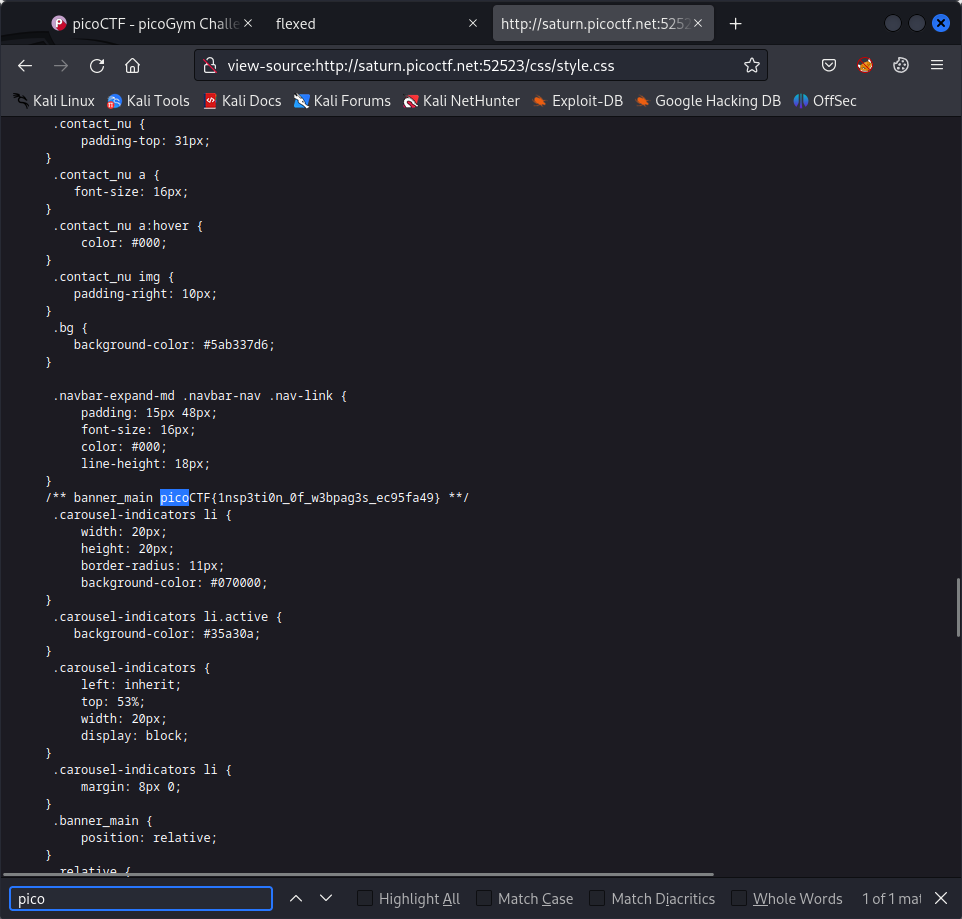 picoCTF - picoGym Challe
flexed
http://saturn.picoctf.net:5252
view-source:http://saturn.picoctf.net:52523/css/style.css
Kali Linux Kali Tools Kali Docs Kali Forums Kali NetHunter Exploit-DB Google Hacking DB OffSec
.contact_nu {
padding-top: 31px;
}
.contact_nu a {
font-size: 16px;
}
.contact_nu a:hover {
color: #000;
}
.contact_nu img {
padding-right: 10px;
}
.bg {
background-color: #5ab337d6;
}
.navbar-expand-md .navbar-nav .nav-link {
padding: 15px 48px;
font-size: 16px;
color: #000;
line-height: 18px;
}
/** banner_main picoCTF{1nsp3ti0n_0f_w3bpag3s_ec95fa49} **/
.carousel-indicators li {
width: 20px;
height: 20px;
border-radius: 11px;
background-color: #070000;
}
.carousel-indicators li.active {
background-color: #35a30a;
}
.carousel-indicators {
left: inherit;
top: 53%;
width: 20px;
display: block;
}
.carousel-indicators li {
margin: 8px 0;
}
.banner_main {
position: relative;
}
.relative {
pico
Highlight All Match Case Match Diacritics Whole Words 1 of 1 mat